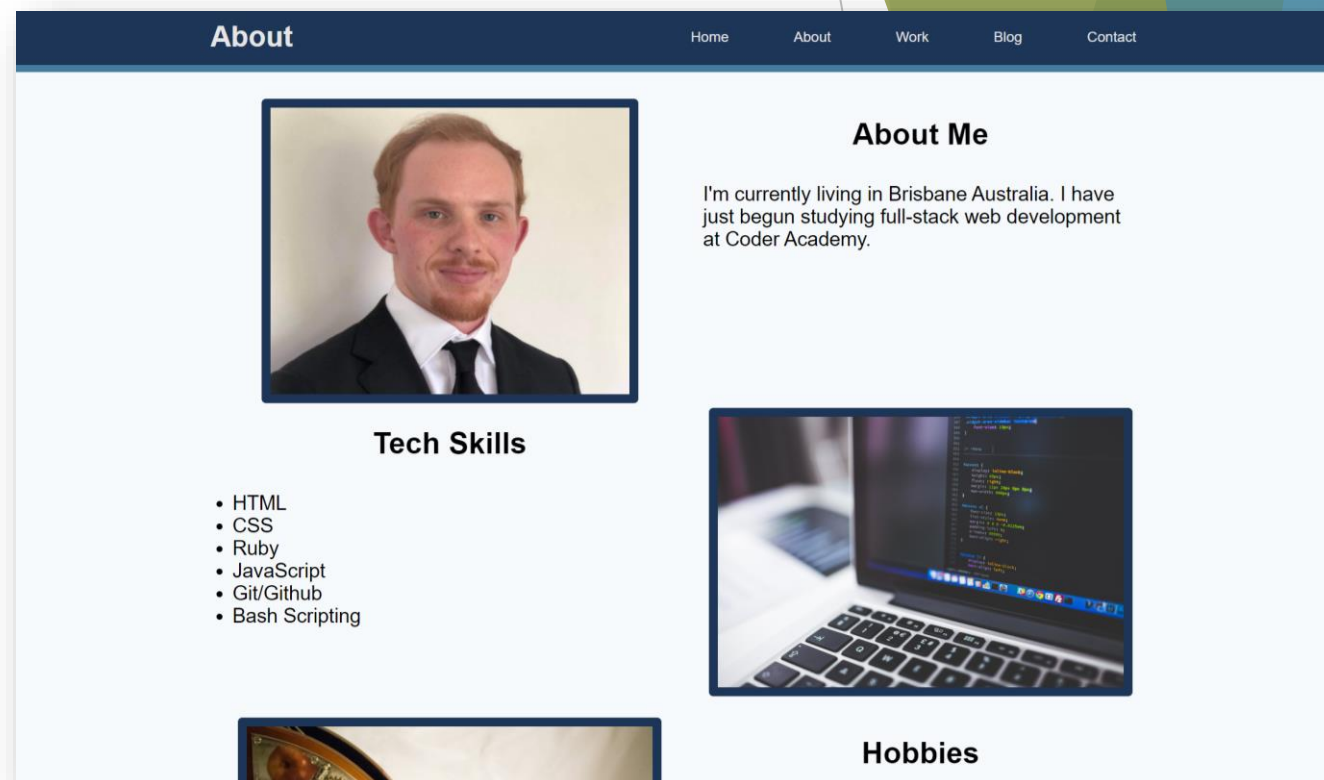 About
Home About Work Blog Contact
About Me
I'm currently living in Brisbane Australia. I have
just begun studying full-stack web development
at Coder Academy.
Tech Skills
• HTML
• CSS
• Ruby
• JavaScript
• Git/Github
• Bash Scripting
Hobbies